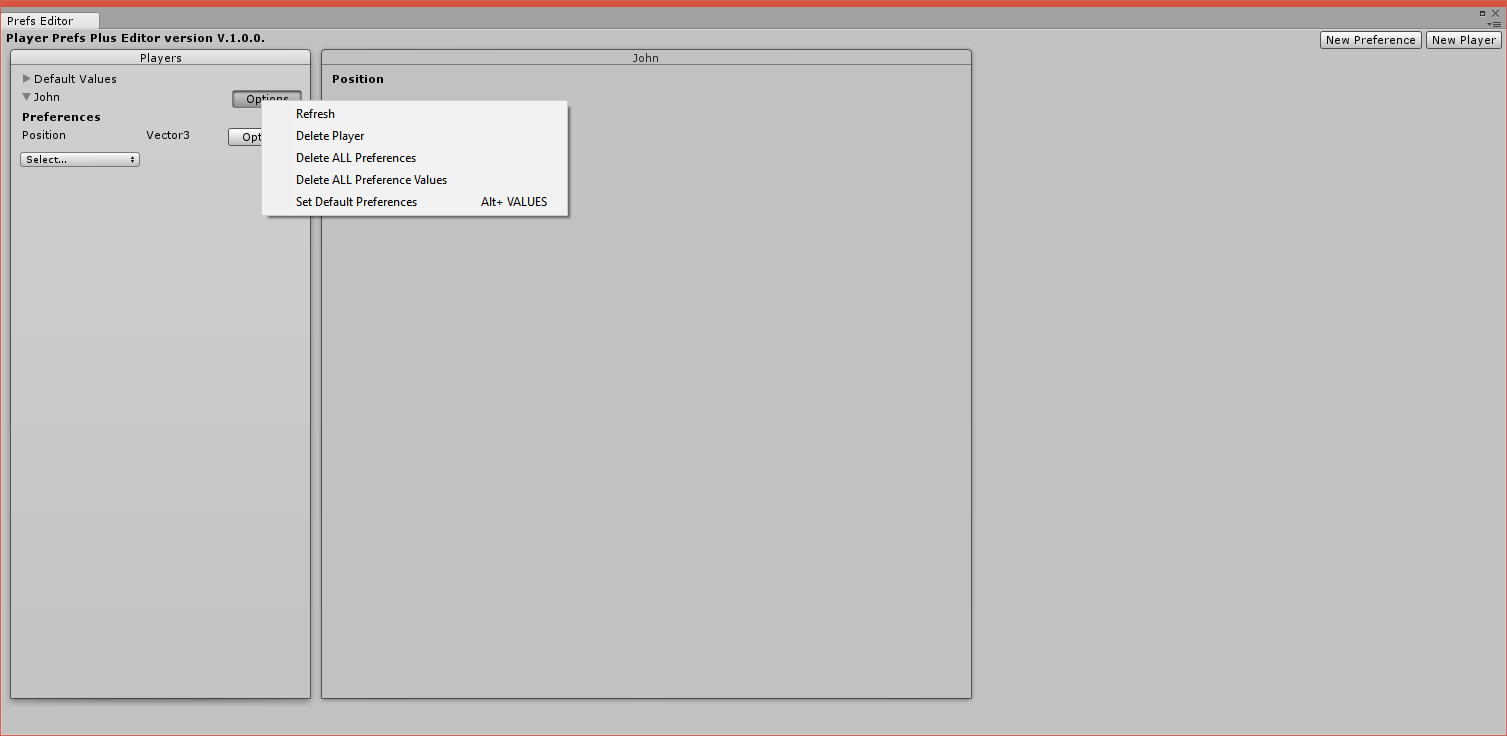 Prefs Editor
Player Prefs Plus Editor version V.1.0.0.
New Preference
New Player
Players
Default Values
John
Options
Preferences
Position Vector3
Select...
John
Position
Refresh
Delete Player
Delete ALL Preferences
Delete ALL Preference Values
Set Default Preferences Alt+ VALUES